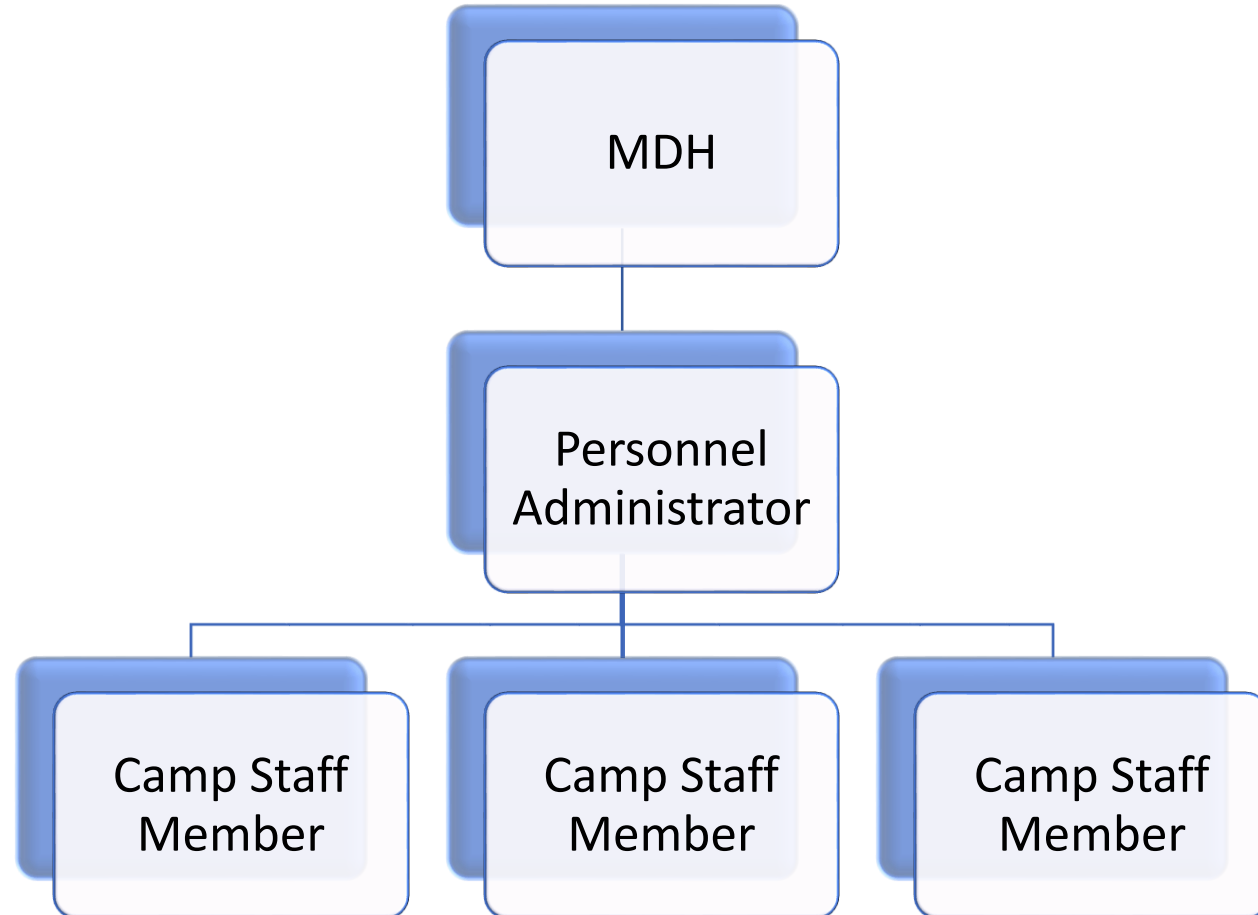 MDH
Personnel
Administrator
Camp Staff
Member
Camp Staff
Member
Camp Staff
Member